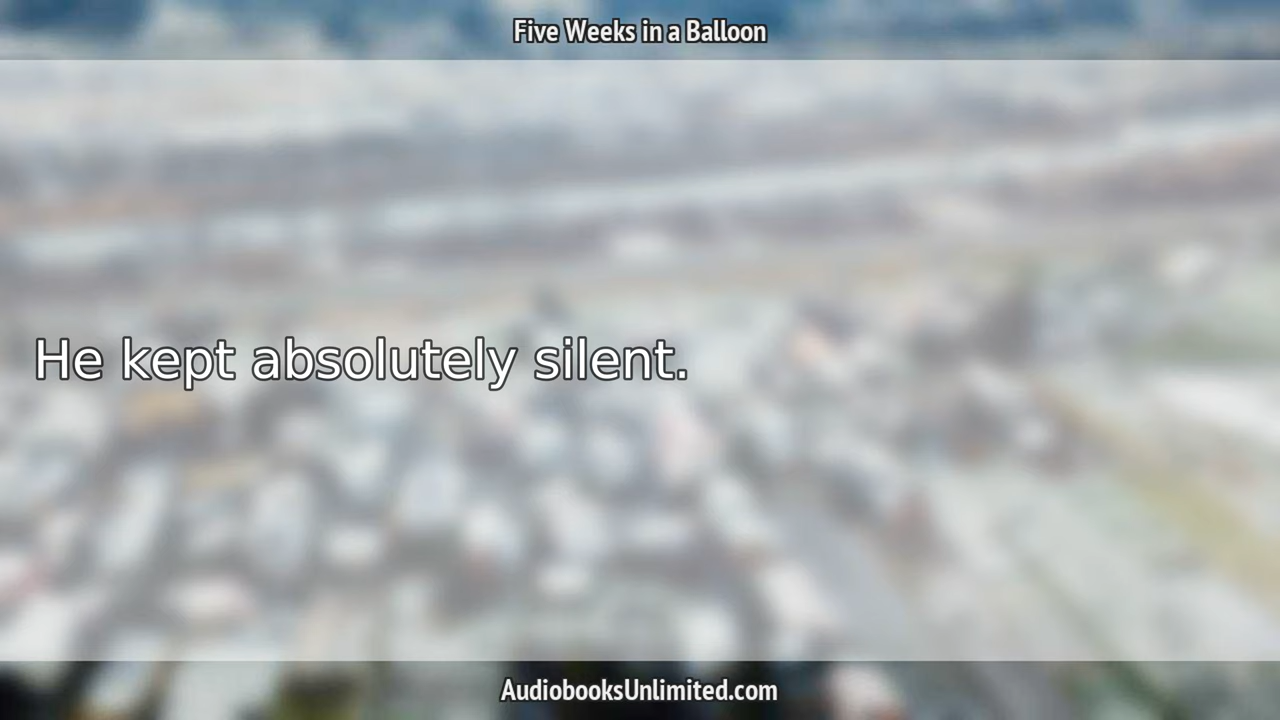 Five Weeks in a Balloon
He kept absolutely silent.
AudiobooksUnlimited.com